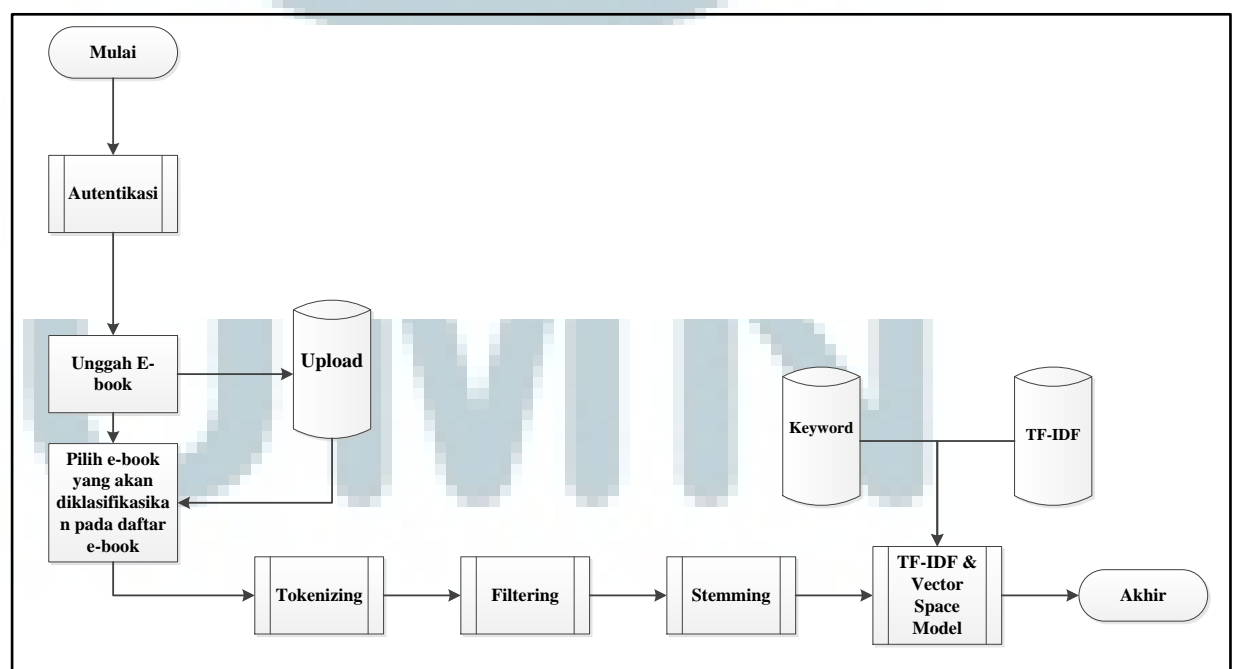 Mulai
Autentikasi
Unggah E-
book
Upload
Pilih e-book
yang akan
diklasifikasika
n pada daftar
e-book
Keyword
TF-IDF
Tokenizing
Filtering
Stemming
TF-IDF &
Vector
Space
Model
Akhir
UMN